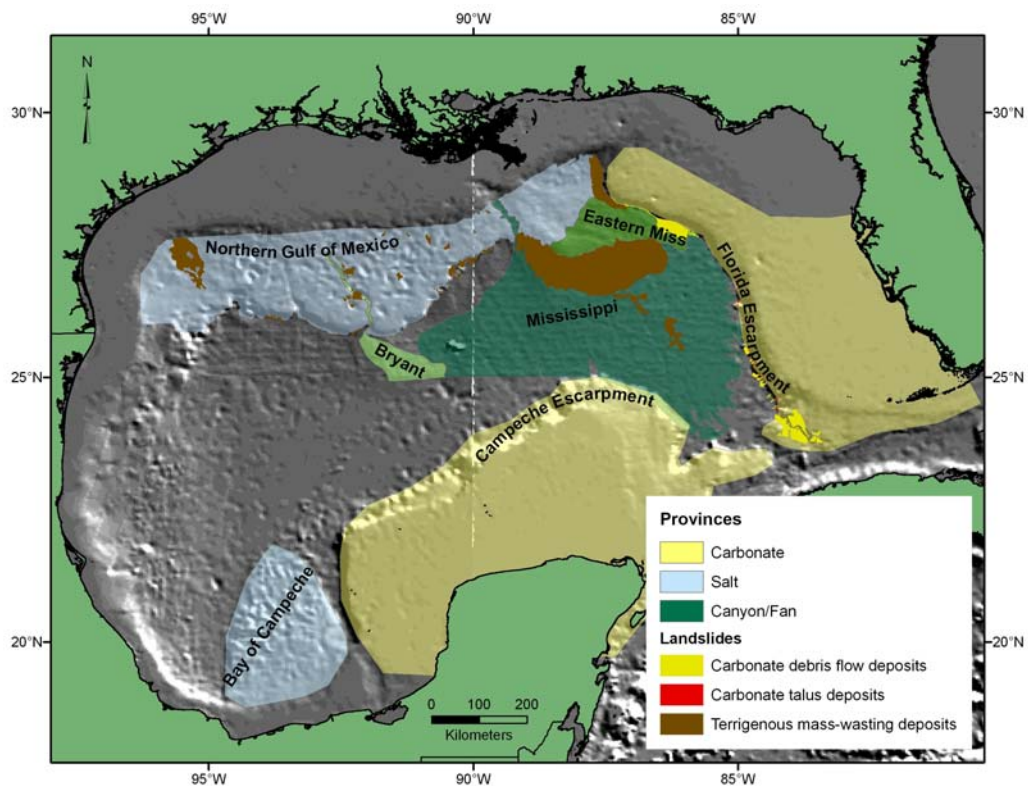 95°W 90°W 85°W
N
30°N 30°N
Eastern Miss
Northern Gulf of Mexico
Florida Escarpment
Mississippi
Bryant
25°N 25°N
Campeche Escarpment
Provinces
Carbonate
Salt
Canyon/Fan
Landslides
Carbonate debris flow deposits
Carbonate talus deposits
Terrigenous mass-wasting deposits
Bay of Campeche
20°N 20°N
0 100 200
Kilometers
95°W 90°W 85°W